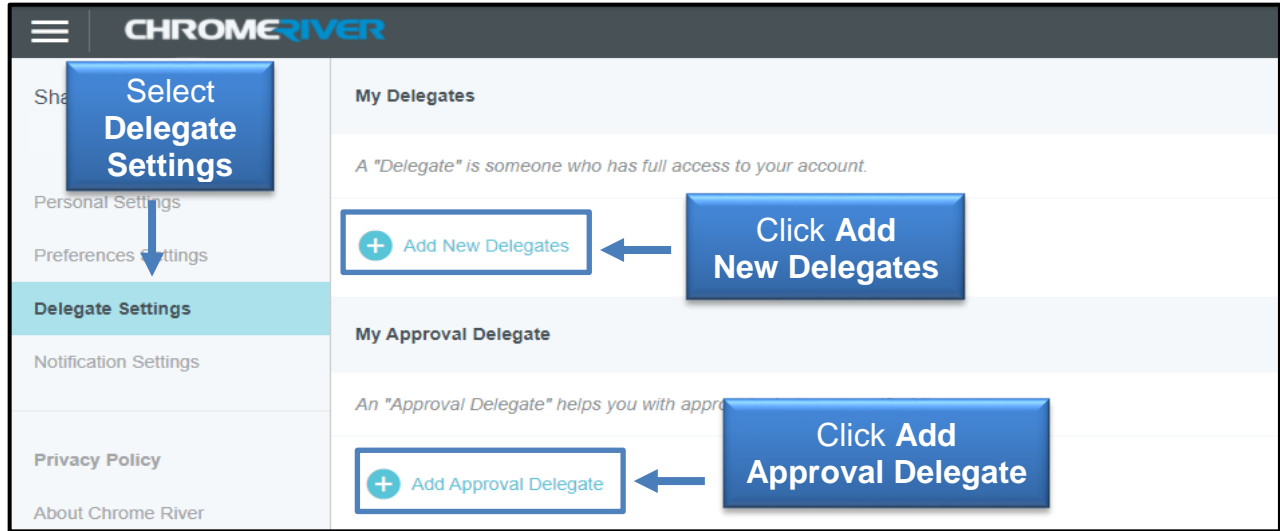 CHROMERIVER
Select
Delegate
Settings
Personal Settings
Preferences Settings
Delegate Settings
Notification Settings
Privacy Policy
About Chrome River
My Delegates
A "Delegate" is someone who has full access to your account.
Add New Delegates
Click Add
New Delegates
My Approval Delegate
An "Approval Delegate" helps you with
Add Approval Delegate
Click Add
Approval Delegate